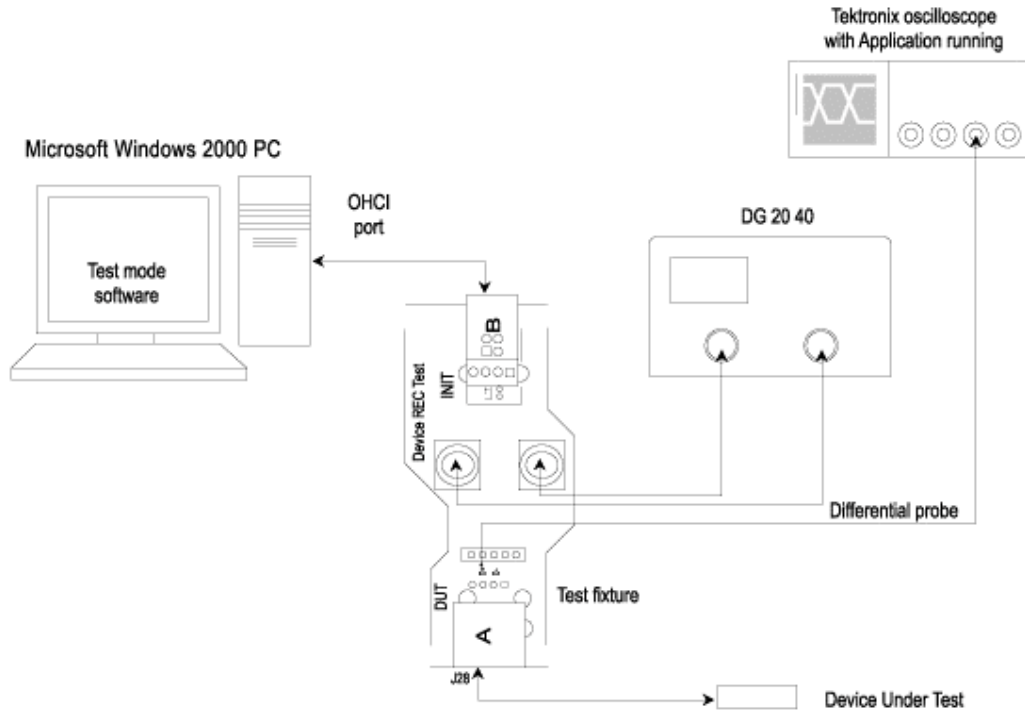 Tektronix oscilloscope
with Application running
Microsoft Windows 2000 PC
OHCI
port
DG 20 40
Test mode
software
B
INIT
Device REC Test
Differential probe
DUT
Test fixture
A
J28
Device Under Test